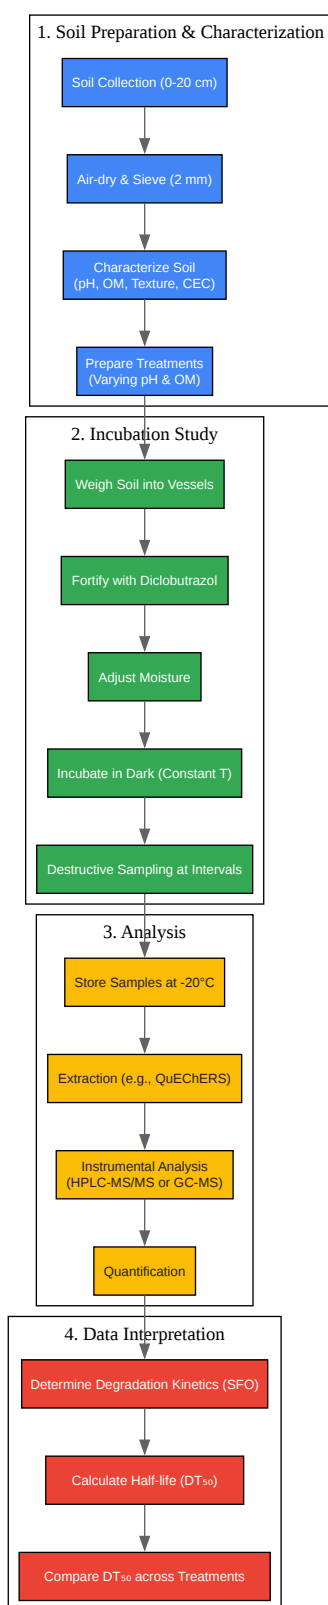 1. Soil Preparation & Characterization
Soil Collection (0-20 cm)
Air-dry & Sieve (2 mm)
Characterize Soil
(pH, OM, Texture, CEC)
Prepare Treatments
(Varying pH & OM)
2. Incubation Study
Weigh Soil into Vessels
Fortify with Diclobutrazol
Adjust Moisture
Incubate in Dark (Constant T)
Destructive Sampling at Intervals
3. Analysis
Store Samples at -20°C
Extraction (e.g., QuEChERS)
Instrumental Analysis
(HPLC-MS/MS or GC-MS)
Quantification
4. Data Interpretation
Determine Degradation Kinetics (SFO)
Calculate Half-life (DT₅₀)
Compare DT₅₀ across Treatments